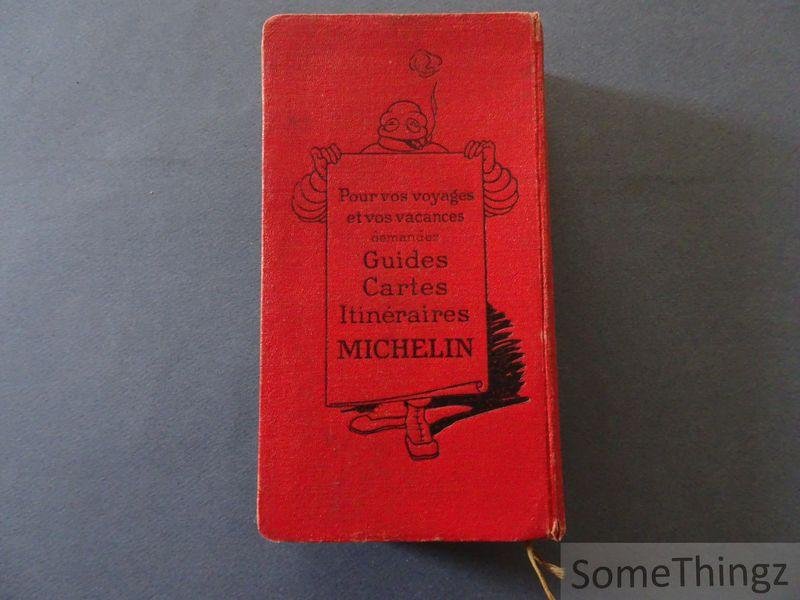 Pour vos voyages
et vos vacances
demandez
Guides
Cartes
Itinéraires
MICHELIN
SomeThingz